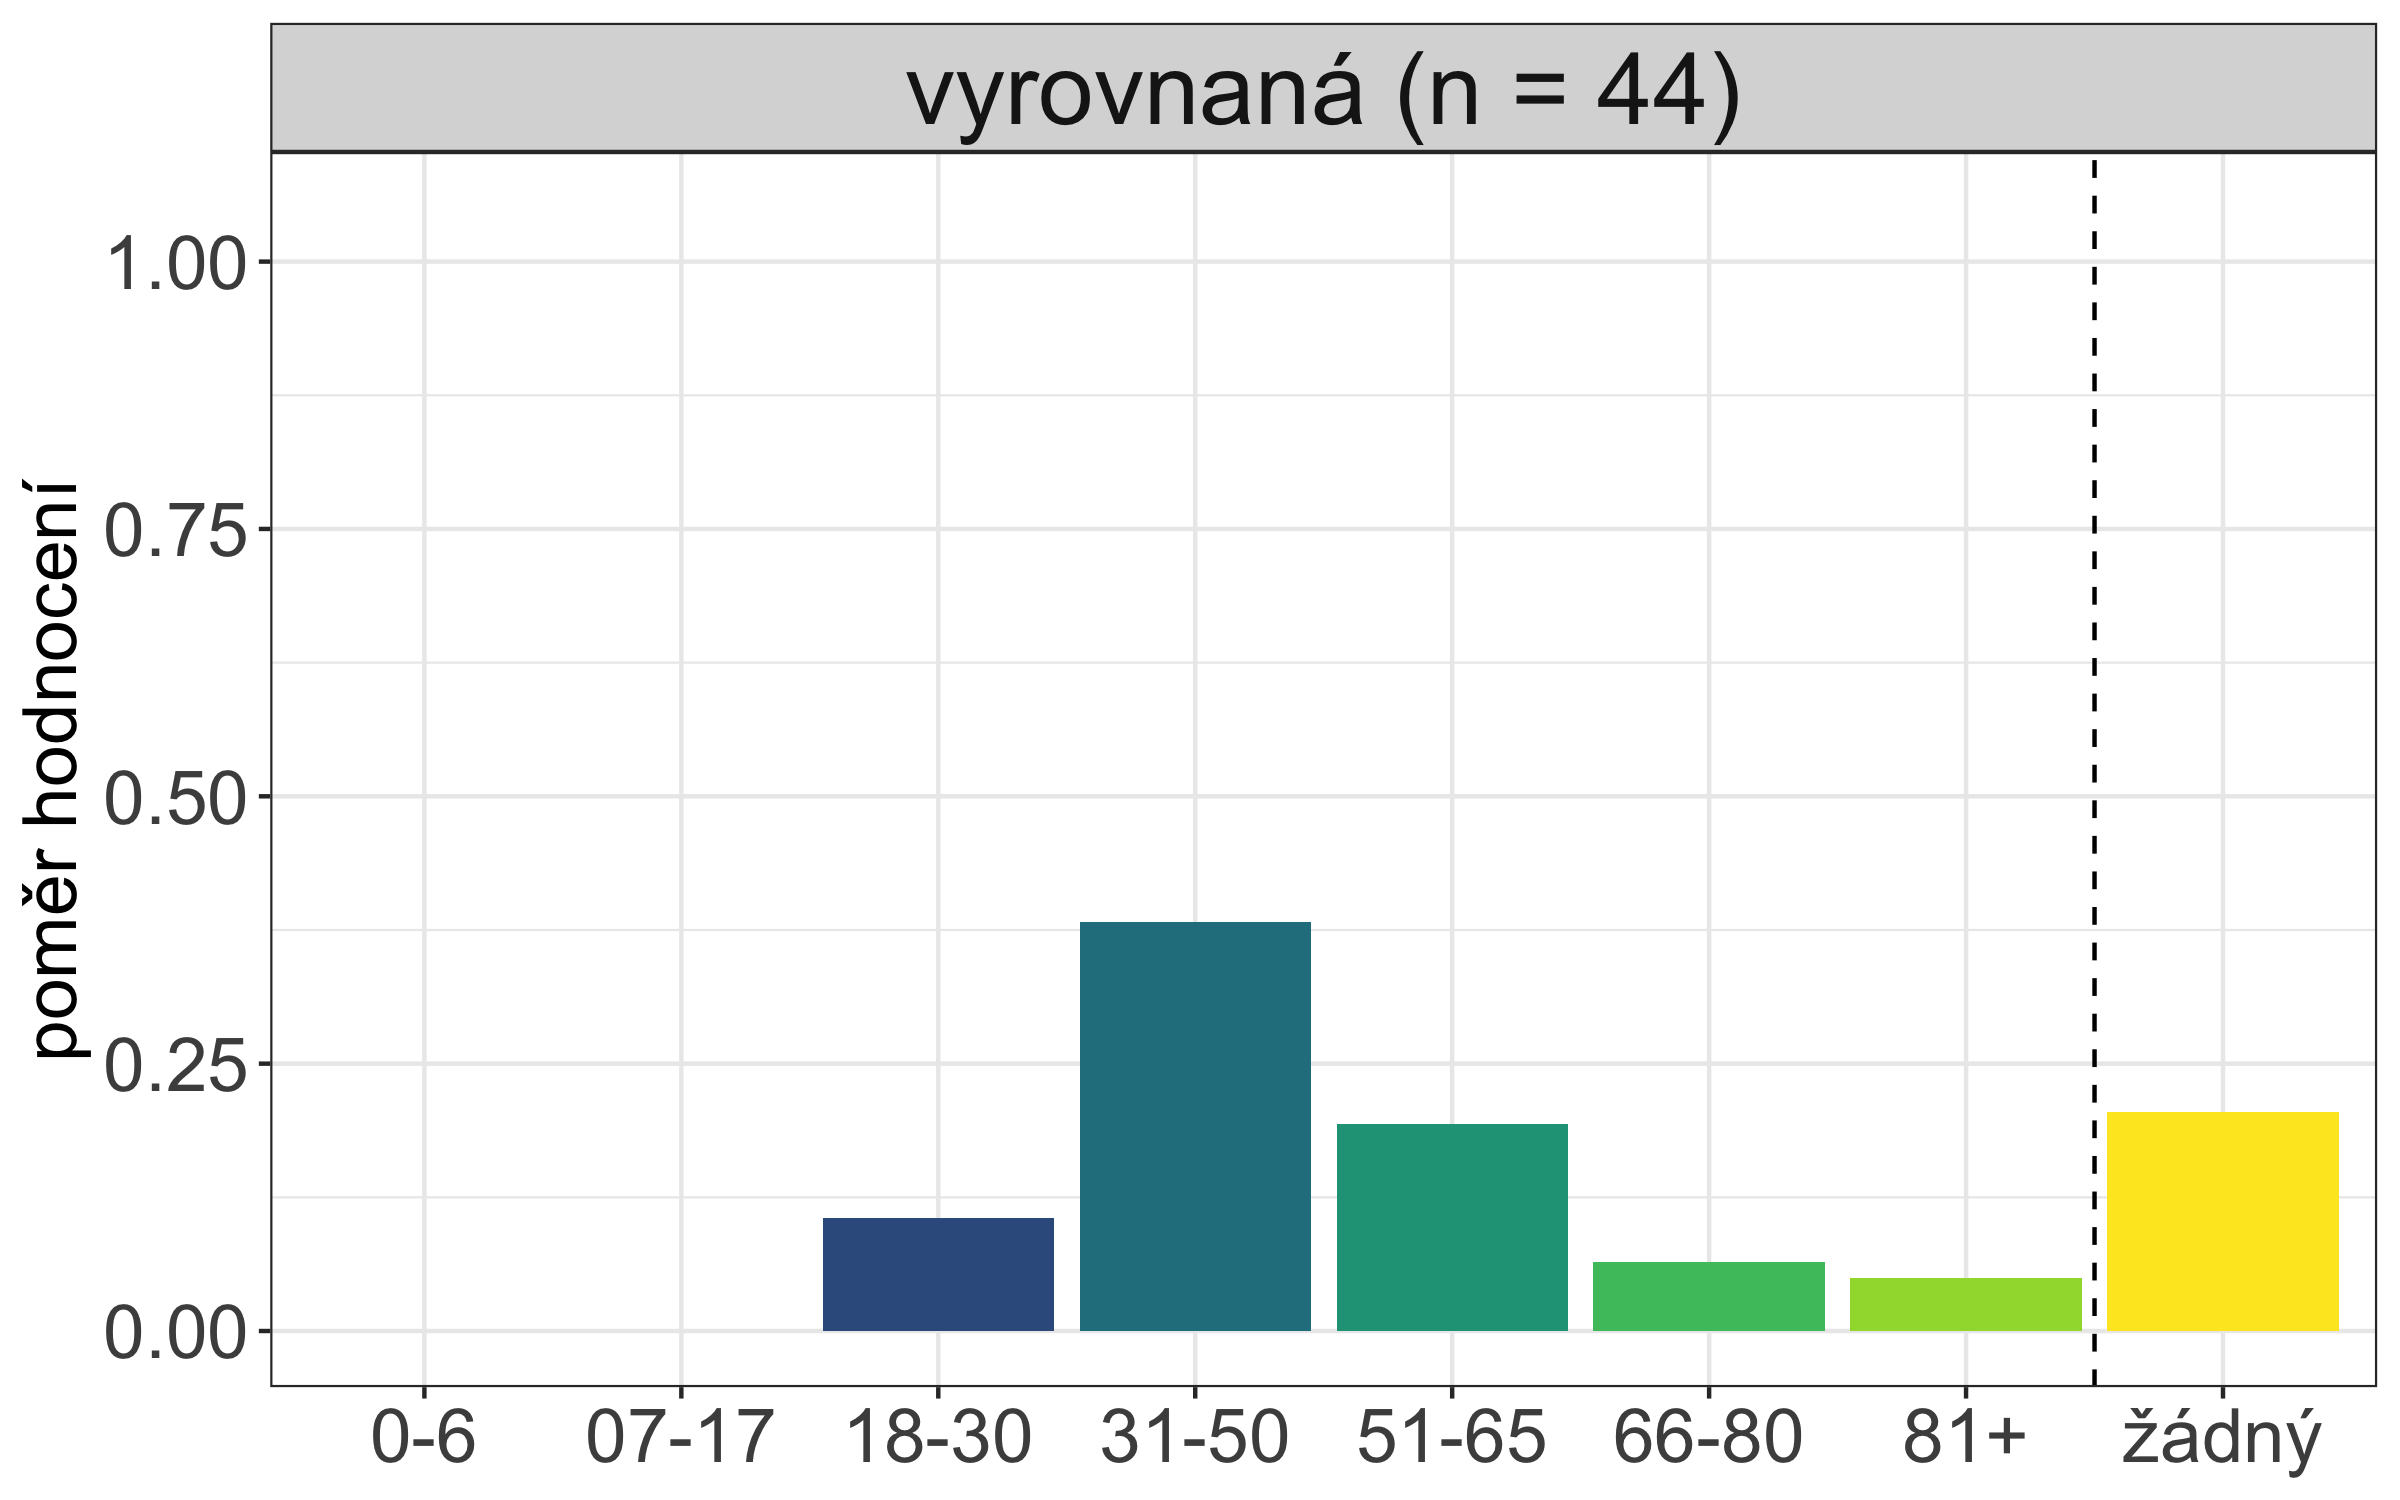 vyrovnaná (n = 44)
poměr hodnocení
1.00
0.75
0.50
0.25
0.00
0-6 07-17 18-30 31-50 51-65 66-80 81+ žádný